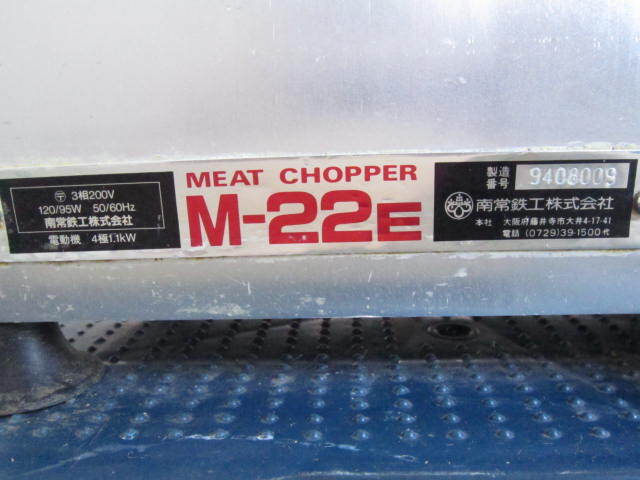 〒 3相200V
120/95W 50/60Hz
南常鉄工株式会社
電動機 4極1.1kW
MEAT CHOPPER
M-22E
製造番号 9408009
南常鉄工株式会社
本社 大阪府藤井寺市大井4-17-41
電話 (0729)39-1500代